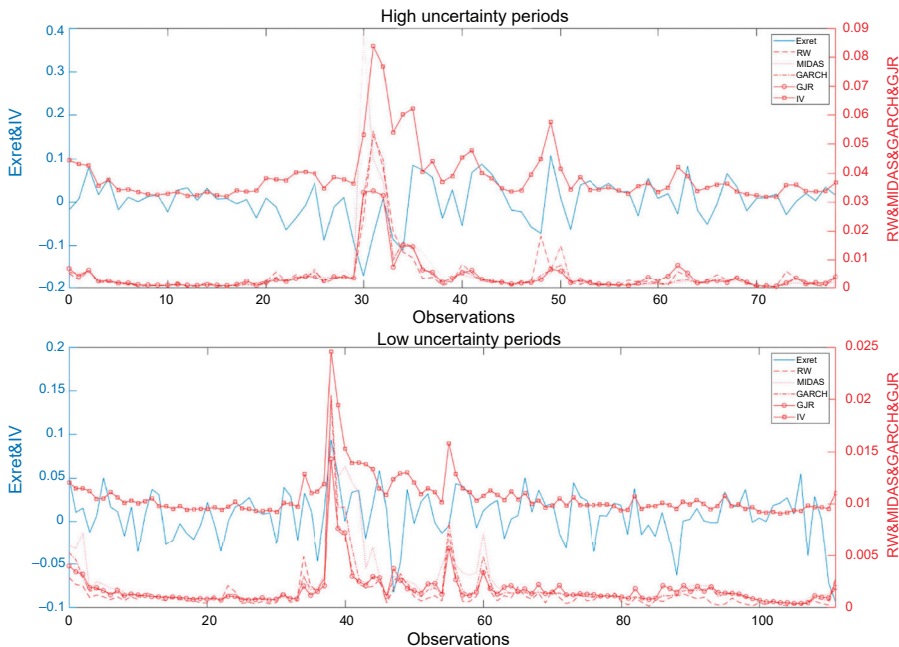 High uncertainty periods
0.4
0.3
0.2
0.1
0
−0.1
−0.2
Exret&IV
0.09
0.08
0.07
0.06
0.05
0.04
0.03
0.02
0.01
0
RW&MIDAS&GARCH&GJR
Exret
RW
MIDAS
GARCH
GJR
IV
0 10 20 30 40 50 60 70
Observations
Low uncertainty periods
0.2
0.15
0.1
0.05
0
−0.05
−0.1
Exret&IV
0.025
0.02
0.015
0.01
0.005
0
RW&MIDAS&GARCH&GJR
Exret
RW
MIDAS
GARCH
GJR
IV
0 20 40 60 80 100
Observations